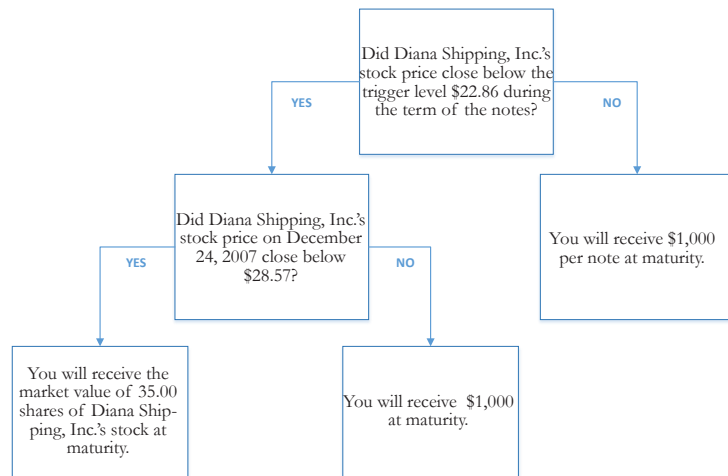 Did Diana Shipping, Inc.'s
stock price close below the
trigger level $22.86 during
the term of the notes?
YES
NO
Did Diana Shipping, Inc.'s
stock price on December
24, 2007 close below
$28.57?
You will receive $1,000
per note at maturity.
YES
NO
You will receive the
market value of 35.00
shares of Diana Ship-
ping, Inc.'s stock at
maturity.
You will receive $1,000
at maturity.